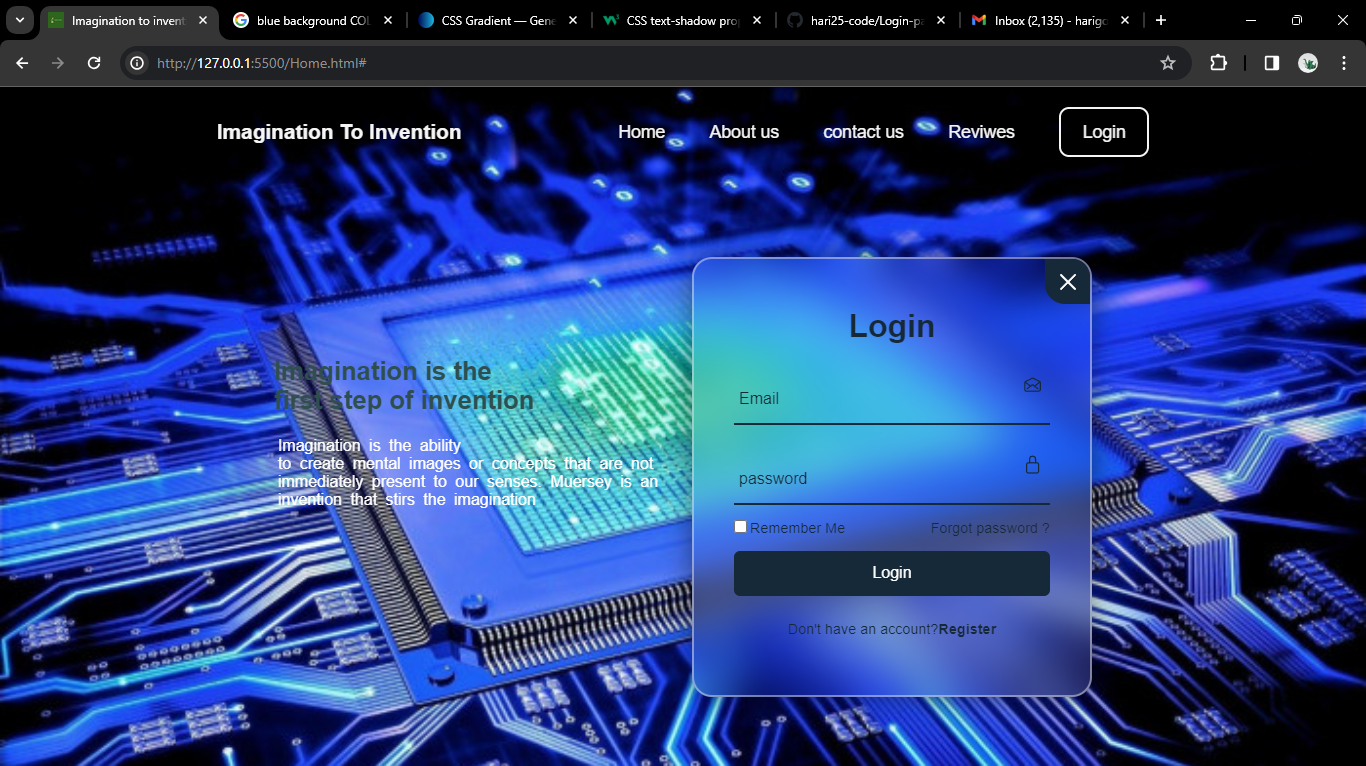 Imagination to invent
blue background COL
CSS Gradient — Gene
CSS text-shadow prop
hari25-code/Login-pa
Inbox (2,135) - harigo
http://127.0.0.1:5500/Home.html#
Imagination To Invention
Home
About us
contact us
Reviwes
Login
Login
Imagination is the
first step of invention
Email
Imagination is the ability
to create mental images or concepts that are not
immediately present to our senses. Muersey is an
invention that stirs the imagination
password
Remember Me
Forgot password ?
Login
Don't have an account?Register